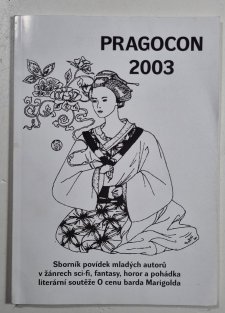 PRAGOCON
2003
Sborník povídek mladých autorů
v žánrech sci-fi, fantasy, horor a pohádka
literární soutěže O cenu barda Marigolda